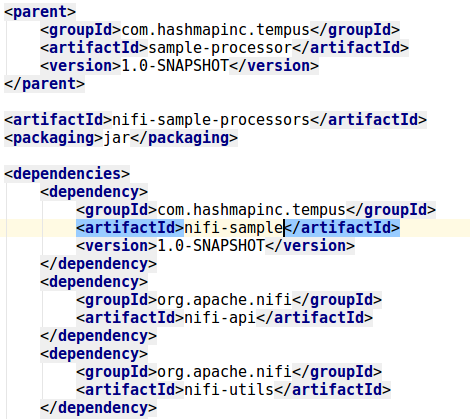 <parent>
<groupId>com.hashmapinc.tempus</groupId>
<artifactId>sample-processor</artifactId>
<version>1.0-SNAPSHOT</version>
</parent>
<artifactId>nifi-sample-processors</artifactId>
<packaging>jar</packaging>
<dependencies>
<dependency>
<groupId>com.hashmapinc.tempus</groupId>
<artifactId>nifi-sample</artifactId>
<version>1.0-SNAPSHOT</version>
</dependency>
<dependency>
<groupId>org.apache.nifi</groupId>
<artifactId>nifi-api</artifactId>
</dependency>
<dependency>
<groupId>org.apache.nifi</groupId>
<artifactId>nifi-utils</artifactId>
</dependency>